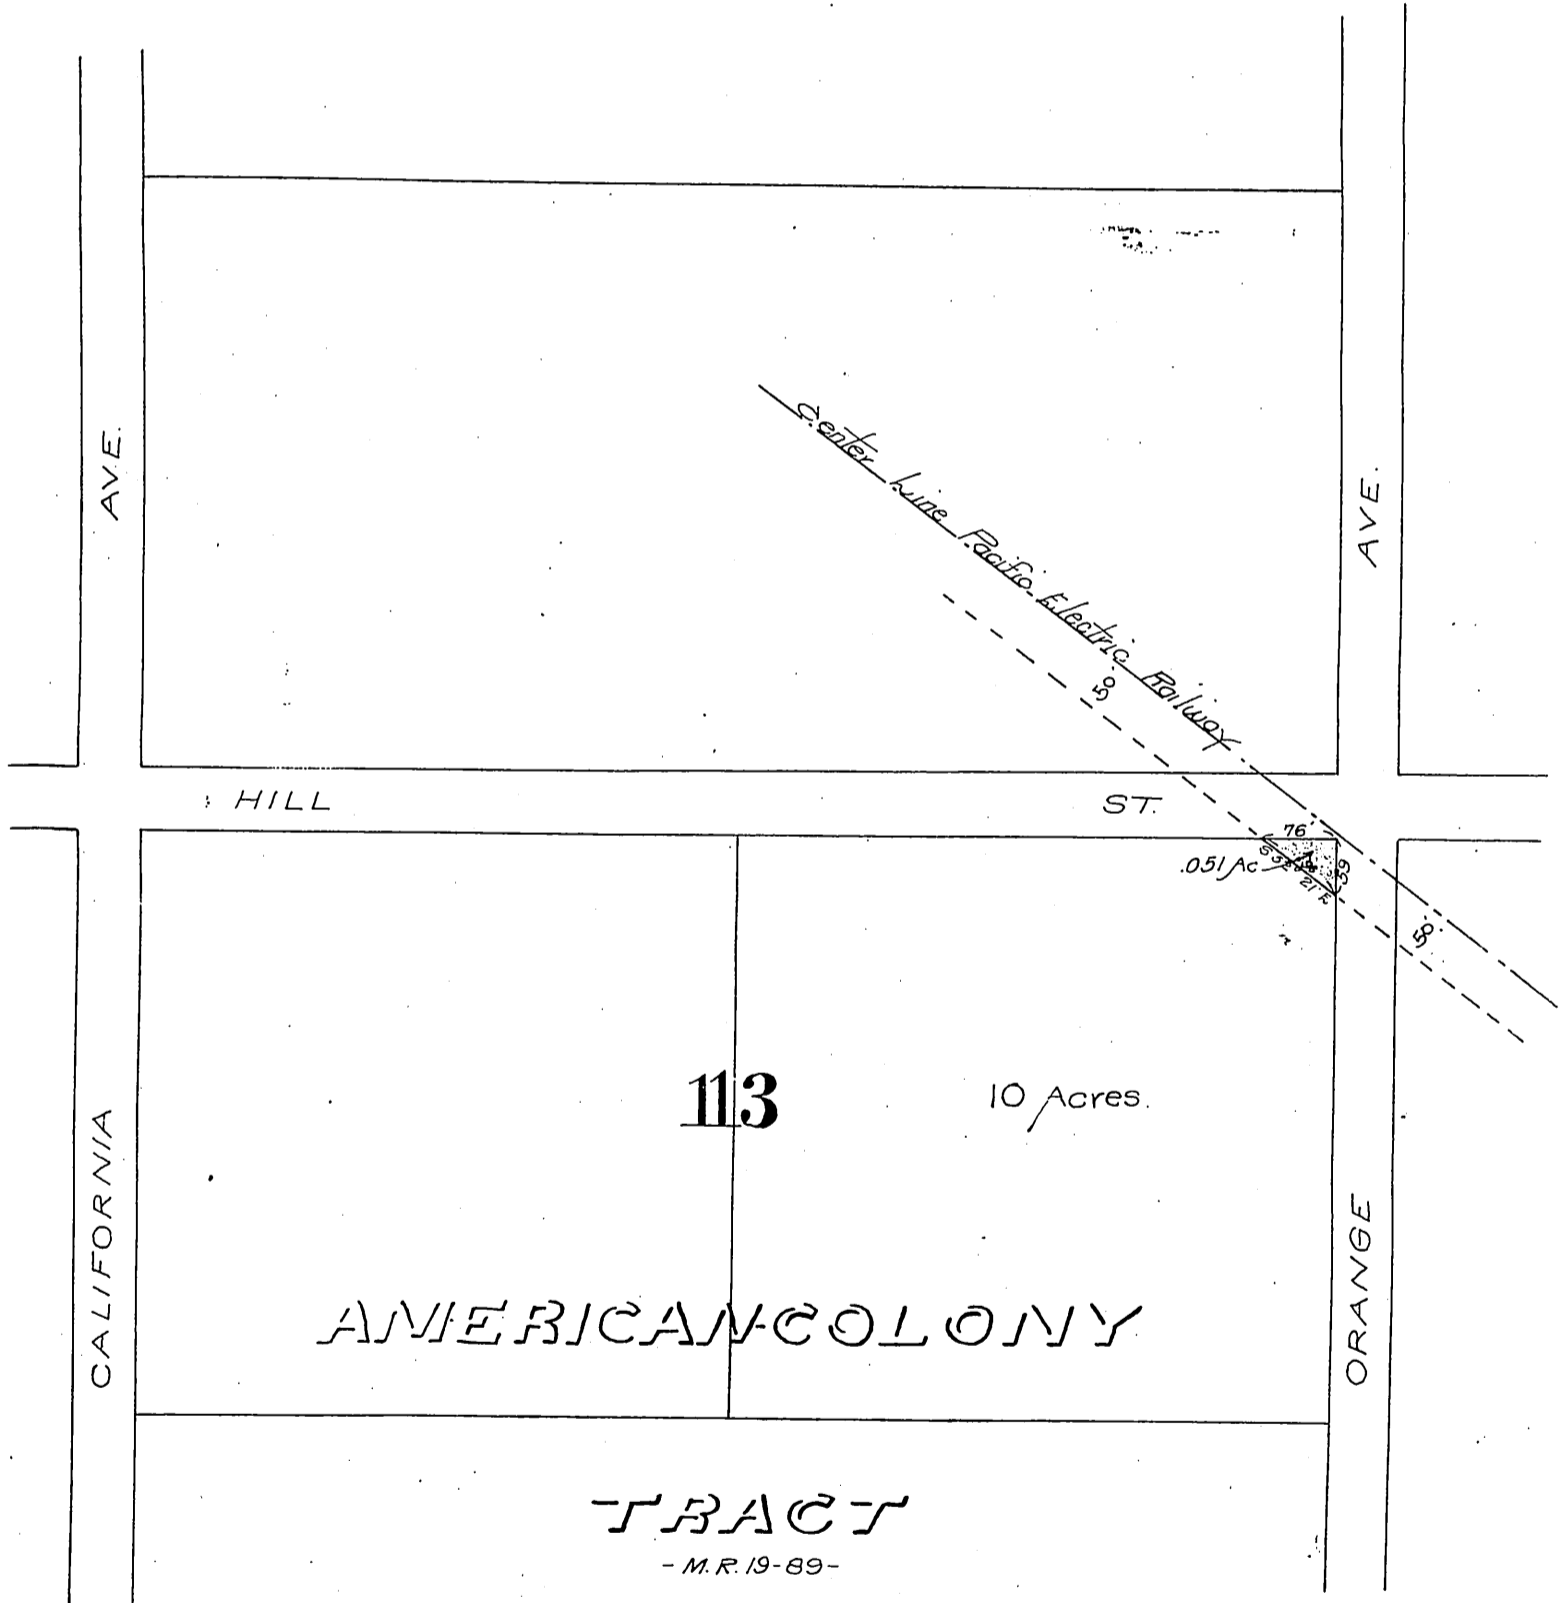 AVE.
AVE.
Center Line Pacific Electric Railway
50'
HILL ST.
76'
.051 Ac
A
59
21' E
50'
113
10 Acres.
CALIFORNIA
ORANGE
AMERICAN COLONY
TRACT
- M.R. 19-89 -